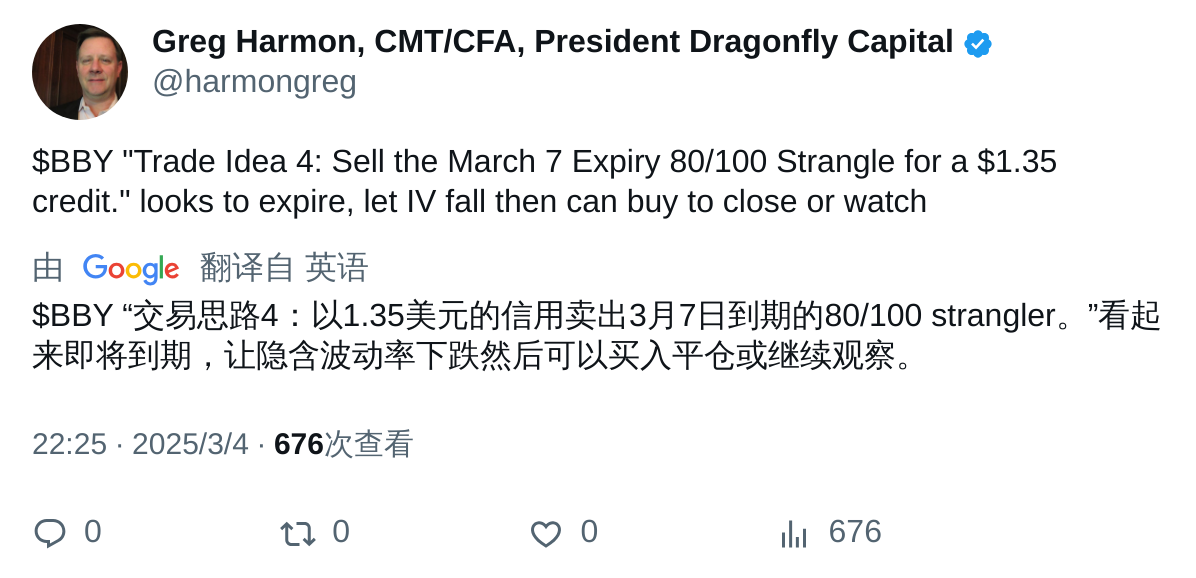 Greg Harmon, CMT/CFA, President Dragonfly Capital
@harmongreg
$BBY "Trade Idea 4: Sell the March 7 Expiry 80/100 Strangle for a $1.35
credit." looks to expire, let IV fall then can buy to close or watch
由 Google 翻译自 英语
$BBY “交易思路4：以1.35美元的信用卖出3月7日到期的80/100 strangler。”看起
来即将到期，让隐含波动率下跌然后可以买入平仓或继续观察。
22:25 · 2025/3/4 · 676次查看
0 0 0 676